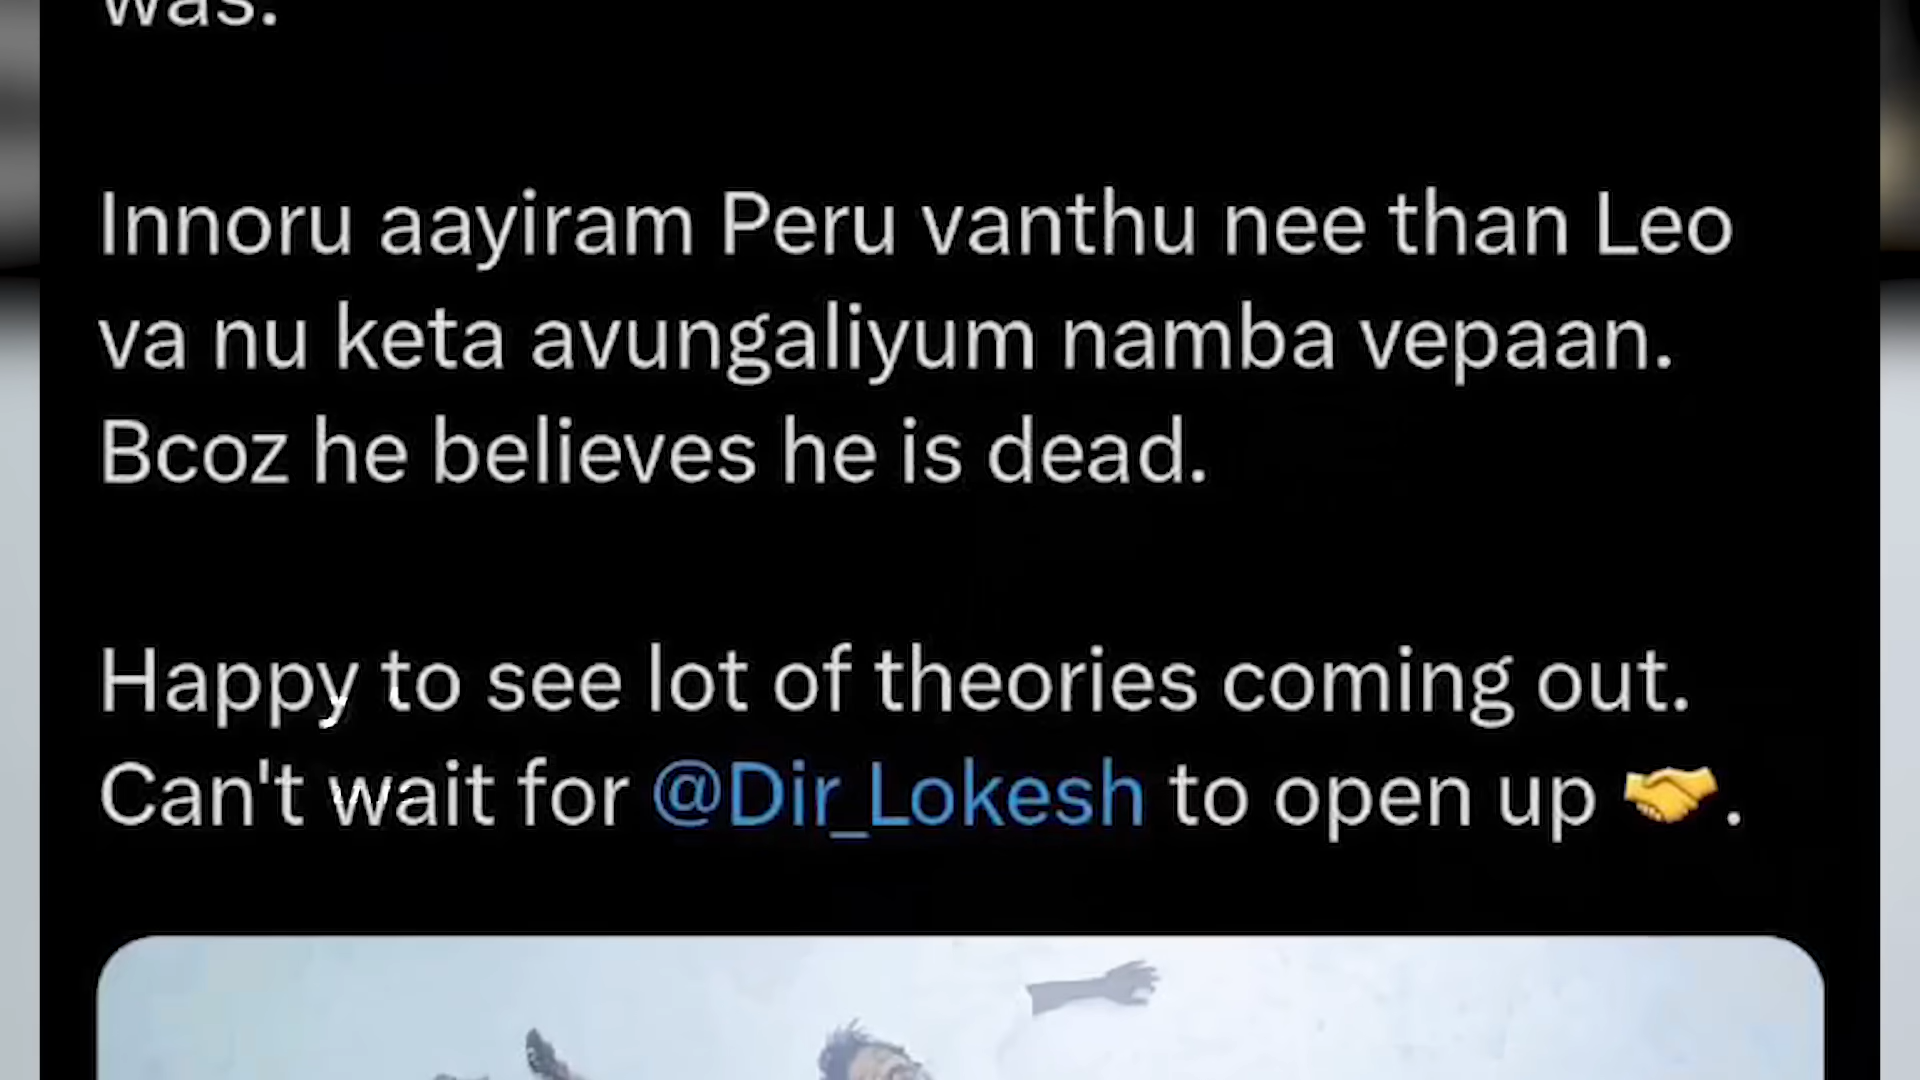 was.
Innoru aayiram Peru vanthu nee than Leo
va nu keta avungaliyum namba vepaan.
Bcoz he believes he is dead.
Happy to see lot of theories coming out.
Can't wait for @Dir_Lokesh to open up 🤝.